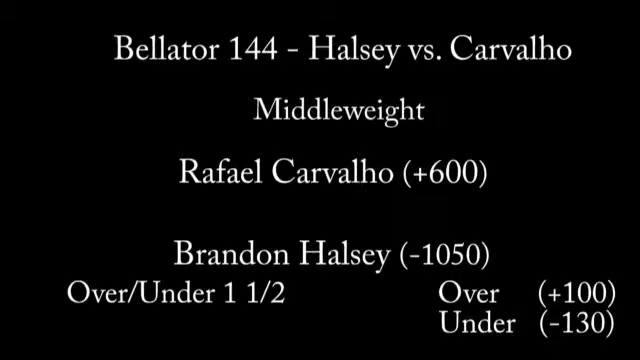 Bellator 144 - Halsey vs. Carvalho
Middleweight
Rafael Carvalho (+600)
Brandon Halsey (-1050)
Over/Under 1 1/2 Over (+100)
Under (-130)